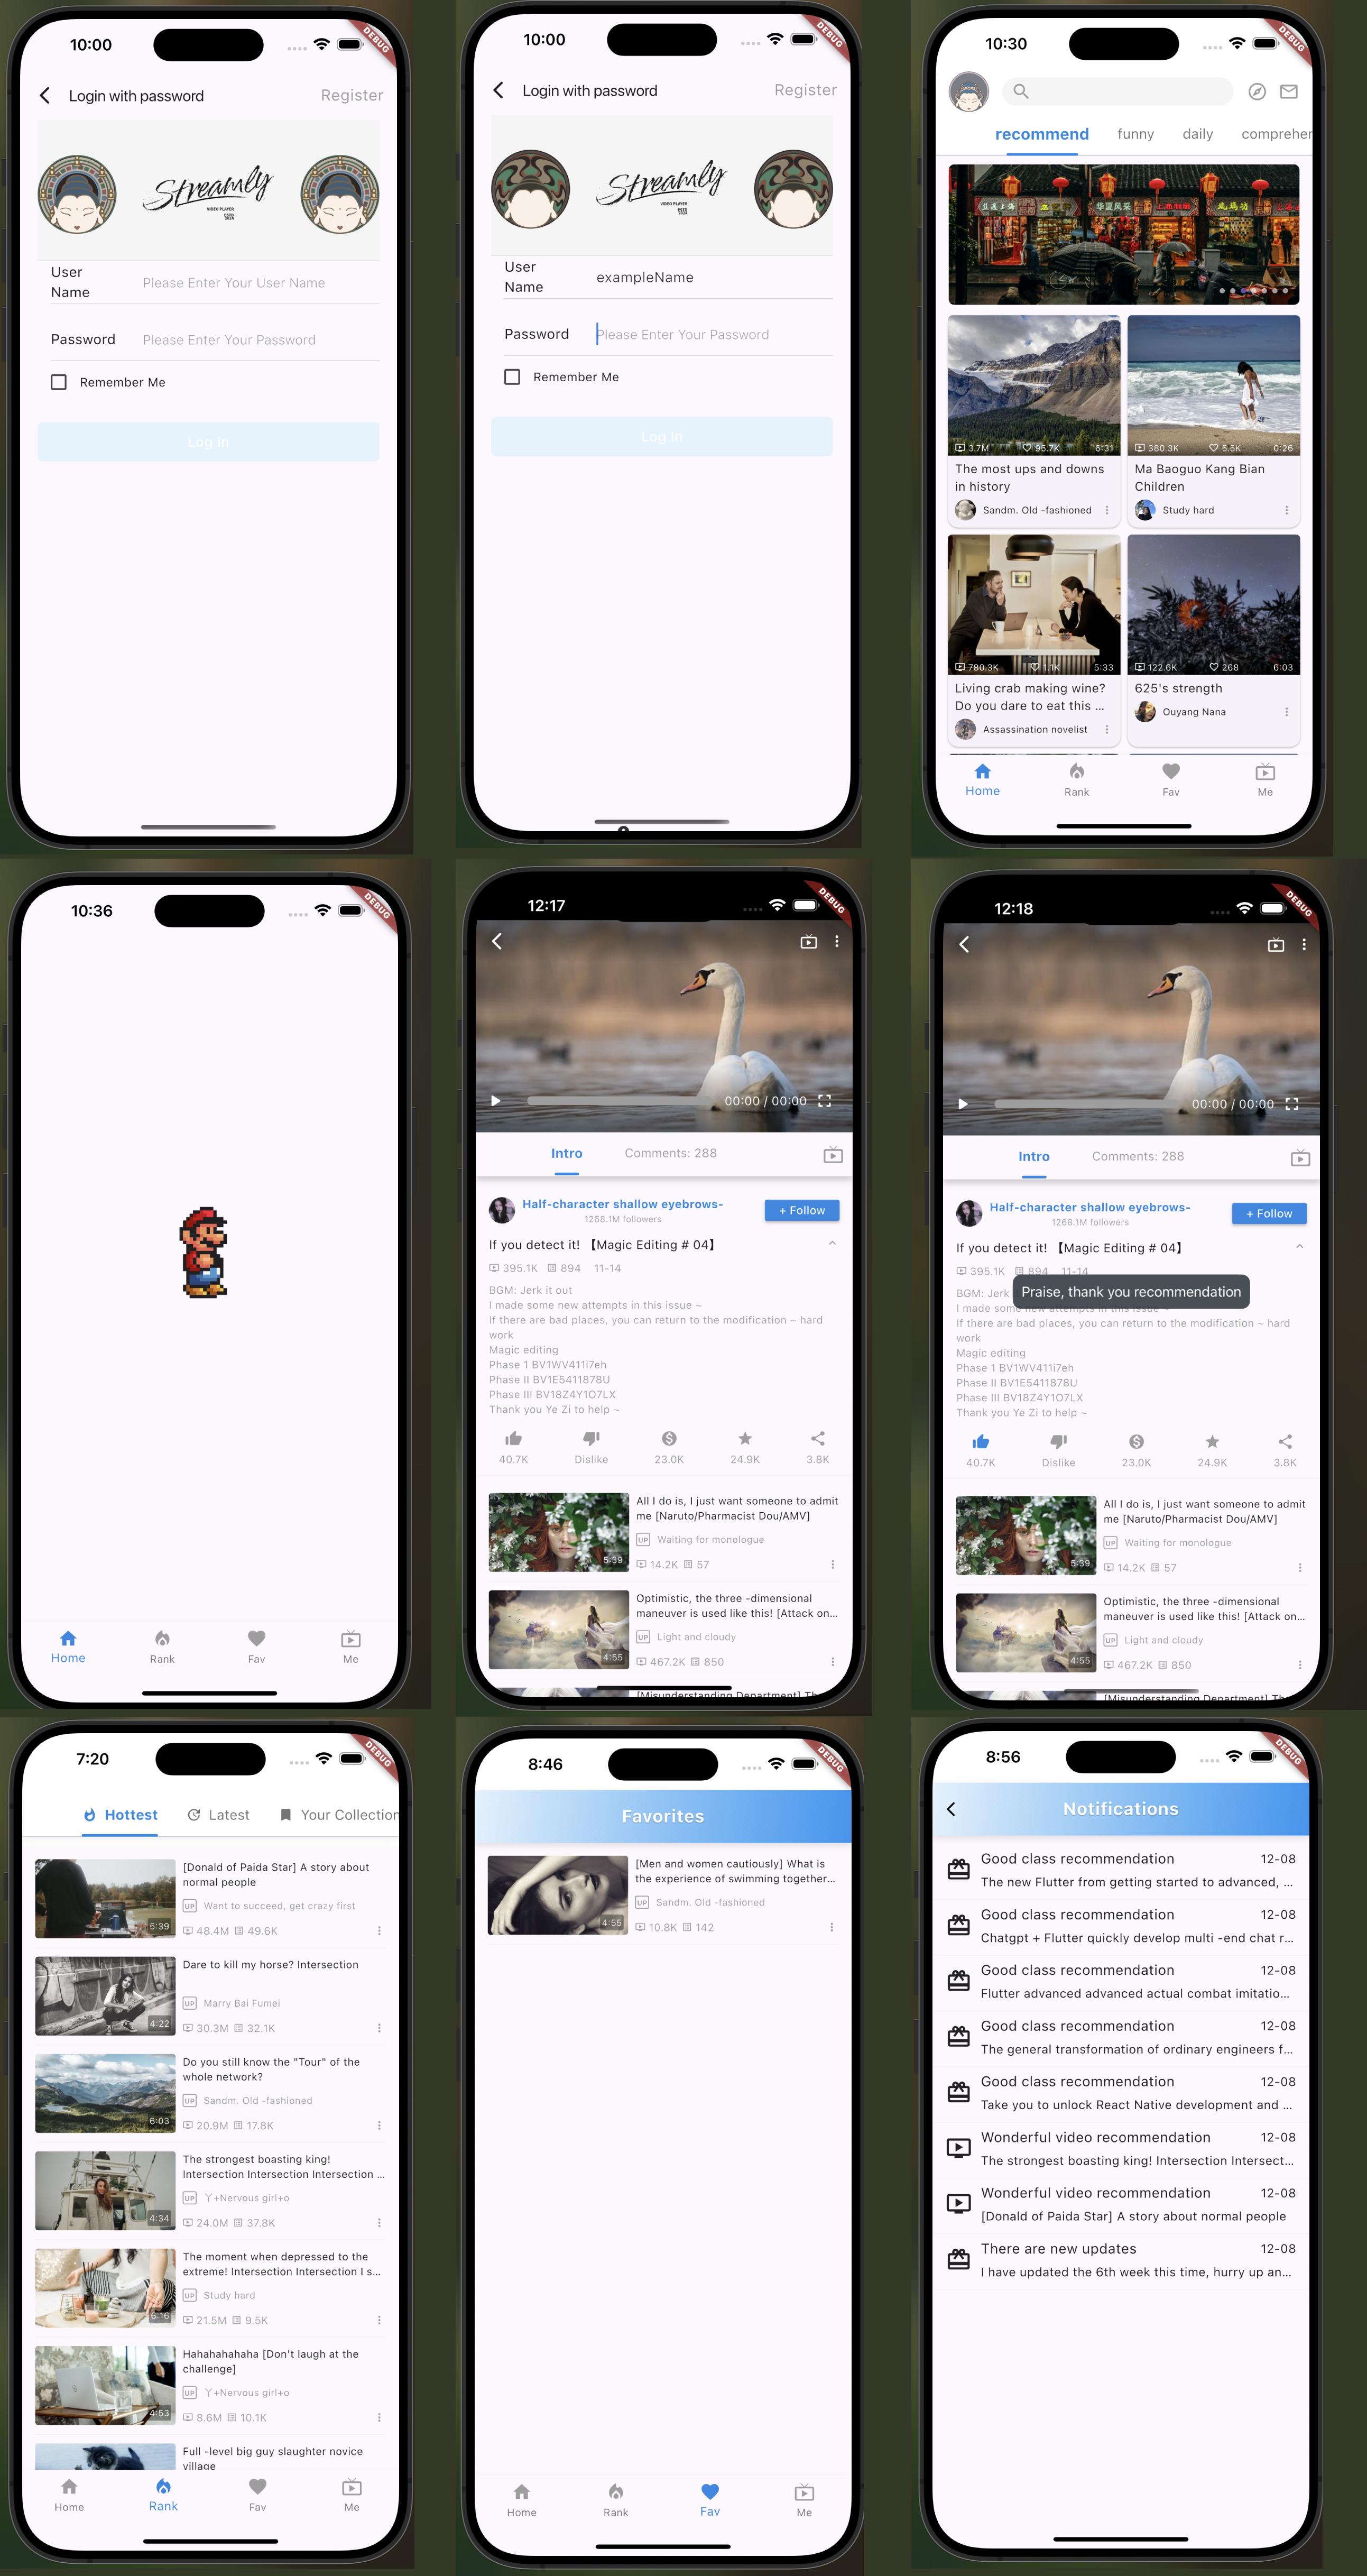 10:00
DEBUG
Login with password
Register
Streamly
VIDEO PLAYER
User
Name
Please Enter Your User Name
Password
Please Enter Your Password
Remember Me
Log In
10:00
DEBUG
Login with password
Register
Streamly
VIDEO PLAYER
User
Name
exampleName
Password
Please Enter Your Password
Remember Me
Log In
10:30
DEBUG
recommend
funny
daily
comprehen
3.7M
95.7K
6:31
380.3K
5.5K
0:26
The most ups and downs
in history
Sandm. Old -fashioned
Ma Baoguo Kang Bian
Children
Study hard
780.3K
1.1K
5:33
122.6K
268
6:03
Living crab making wine?
Do you dare to eat this ...
Assassination novelist
625's strength
Ouyang Nana
Home
Rank
Fav
Me
10:36
DEBUG
Home
Rank
Fav
Me
12:17
DEBUG
00:00 / 00:00
Intro
Comments: 288
Half-character shallow eyebrows-
1268.1M followers
+ Follow
If you detect it! 【Magic Editing # 04】
395.1K
894
11-14
BGM: Jerk it out
I made some new attempts in this issue ~
If there are bad places, you can return to the modification ~ hard
work
Magic editing
Phase 1 BV1WV411i7eh
Phase II BV1E5411878U
Phase III BV18Z4Y1O7LX
Thank you Ye Zi to help ~
40.7K
Dislike
23.0K
24.9K
3.8K
5:39
All I do is, I just want someone to admit
me [Naruto/Pharmacist Dou/AMV]
UP Waiting for monologue
14.2K
57
4:55
Optimistic, the three -dimensional
maneuver is used like this! [Attack on...
UP Light and cloudy
467.2K
850
[Misunderstanding Department] Th
12:18
DEBUG
00:00 / 00:00
Intro
Comments: 288
Half-character shallow eyebrows-
1268.1M followers
+ Follow
If you detect it! 【Magic Editing # 04】
395.1K
894
11-14
Praise, thank you recommendation
BGM: Jerk
I made some new attempts in this issue ~
If there are bad places, you can return to the modification ~ hard
work
Magic editing
Phase 1 BV1WV411i7eh
Phase II BV1E5411878U
Phase III BV18Z4Y1O7LX
Thank you Ye Zi to help ~
40.7K
Dislike
23.0K
24.9K
3.8K
5:39
All I do is, I just want someone to admit
me [Naruto/Pharmacist Dou/AMV]
UP Waiting for monologue
14.2K
57
4:55
Optimistic, the three -dimensional
maneuver is used like this! [Attack on...
UP Light and cloudy
467.2K
850
[Misunderstanding Department] Th
7:20
DEBUG
Hottest
Latest
Your Collection
5:39
[Donald of Paida Star] A story about
normal people
UP Want to succeed, get crazy first
48.4M
49.6K
4:22
Dare to kill my horse? Intersection
UP Marry Bai Fumei
30.3M
32.1K
6:03
Do you still know the "Tour" of the
whole network?
UP Sandm. Old -fashioned
20.9M
17.8K
4:34
The strongest boasting king!
Intersection Intersection Intersection ...
UP 丫+Nervous girl+o
24.0M
37.8K
6:16
The moment when depressed to the
extreme! Intersection Intersection I s...
UP Study hard
21.5M
9.5K
4:53
Hahahahahaha [Don't laugh at the
challenge]
UP 丫+Nervous girl+o
8.6M
10.1K
Full -level big guy slaughter novice
village
Home
Rank
Fav
Me
8:46
DEBUG
Favorites
4:55
[Men and women cautiously] What is
the experience of swimming together...
UP Sandm. Old -fashioned
10.8K
142
Home
Rank
Fav
Me
8:56
DEBUG
Notifications
Good class recommendation
12-08
The new Flutter from getting started to advanced, ...
Good class recommendation
12-08
Chatgpt + Flutter quickly develop multi -end chat r...
Good class recommendation
12-08
Flutter advanced advanced actual combat imitatio...
Good class recommendation
12-08
The general transformation of ordinary engineers f...
Good class recommendation
12-08
Take you to unlock React Native development and ...
Wonderful video recommendation
12-08
The strongest boasting king! Intersection Intersect...
Wonderful video recommendation
12-08
[Donald of Paida Star] A story about normal people
There are new updates
12-08
I have updated the 6th week this time, hurry up an...